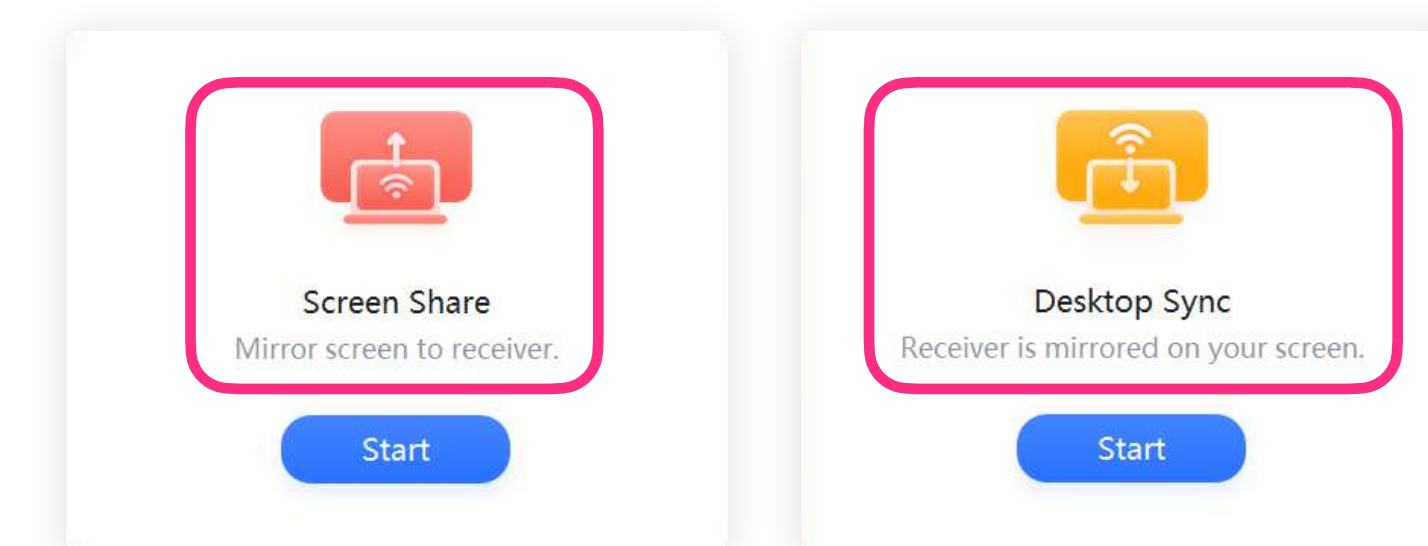 Screen Share
Mirror screen to receiver.
Start
Desktop Sync
Receiver is mirrored on your screen.
Start